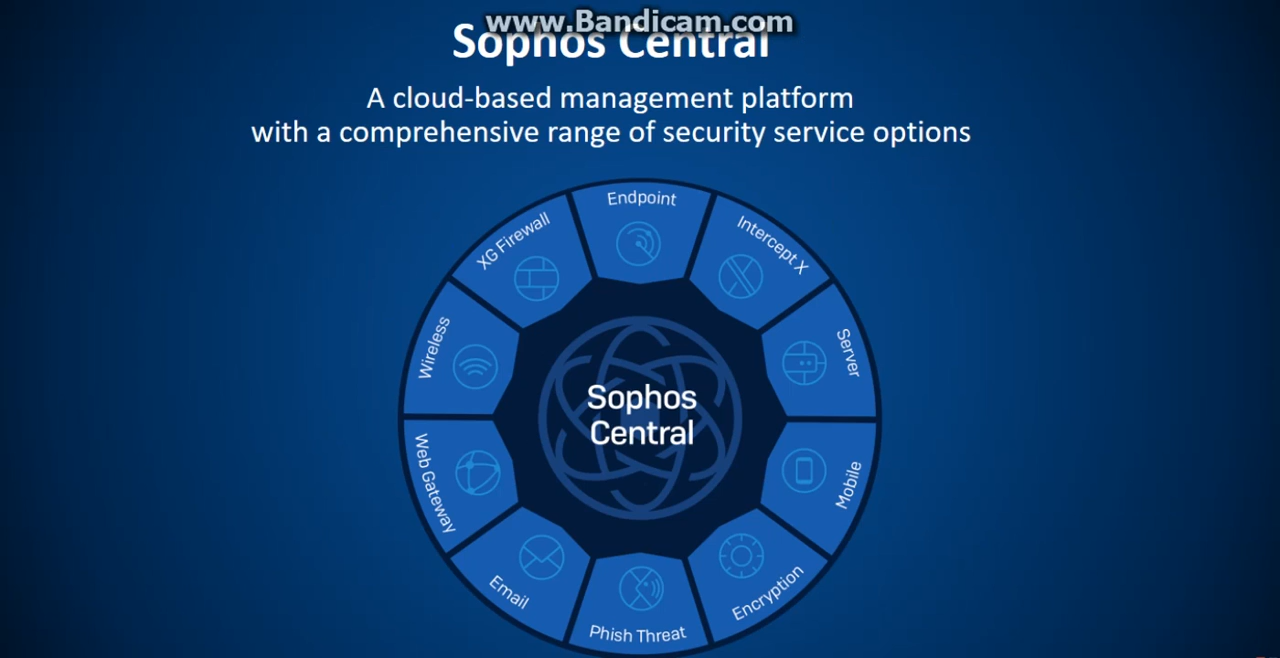 www.Bandicam.com
Sophos Central
A cloud-based management platform
with a comprehensive range of security service options
Endpoint
Intercept X
Server
Mobile
Encryption
Phish Threat
Email
Web Gateway
Wireless
XG Firewall
Sophos
Central